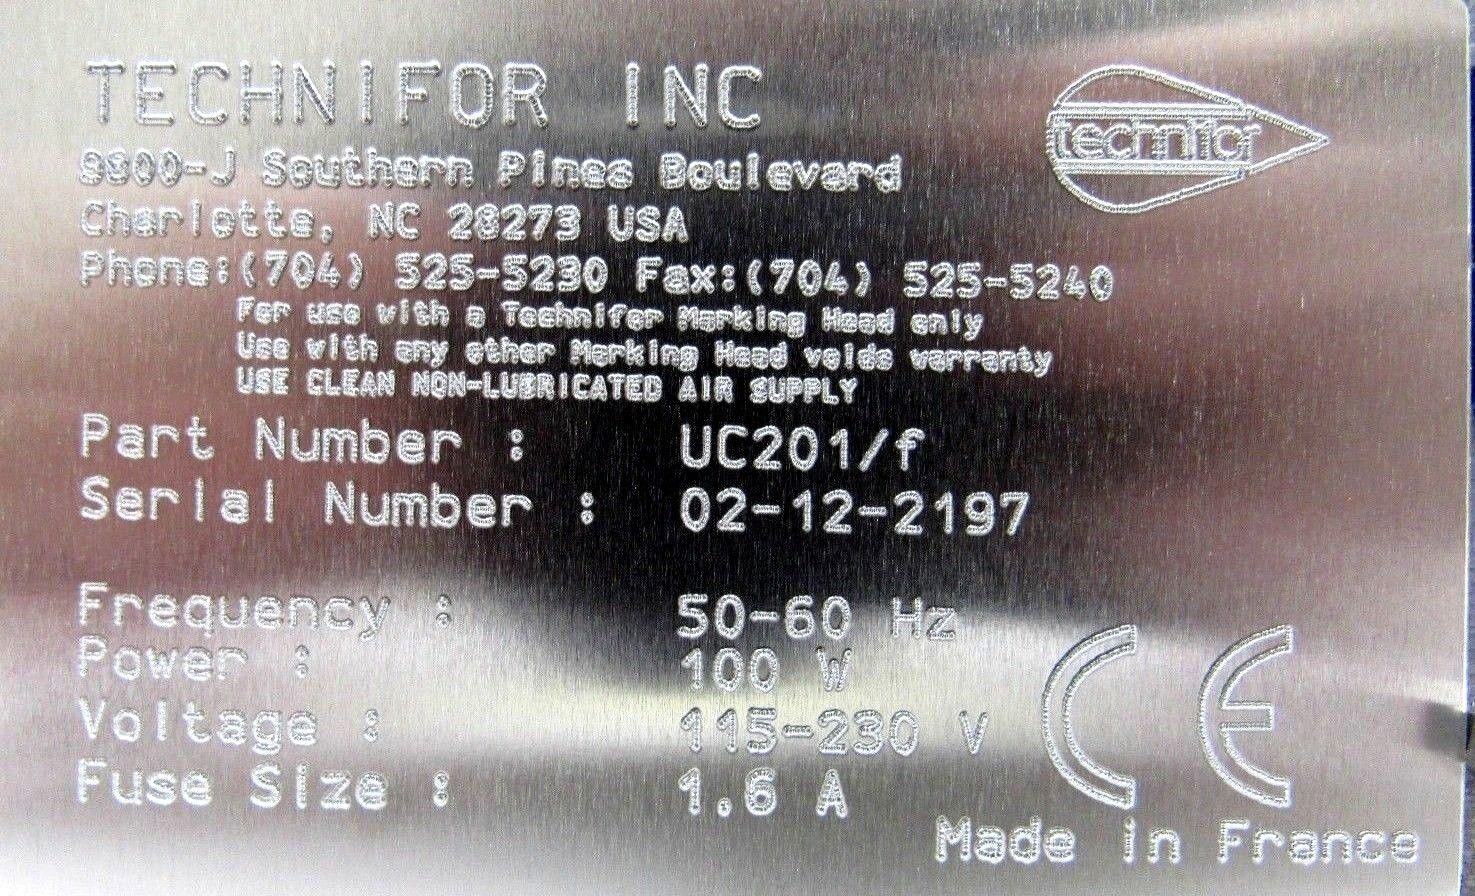 TECHNIFOR INC
technifor
9800-J Southern Pines Boulevard
Charlotte, NC 28273 USA
Phone:(704) 525-5230 Fax:(704) 525-5240
For use with a Technifor Marking Head only
Use with any other Marking Head voids warranty
USE CLEAN NON-LUBRICATED AIR SUPPLY
Part Number : UC201/f
Serial Number : 02-12-2197
Frequency : 50-60 Hz
Power : 100 W
Voltage : 115-230 V
Fuse Size : 1.6 A
CE
Made in France